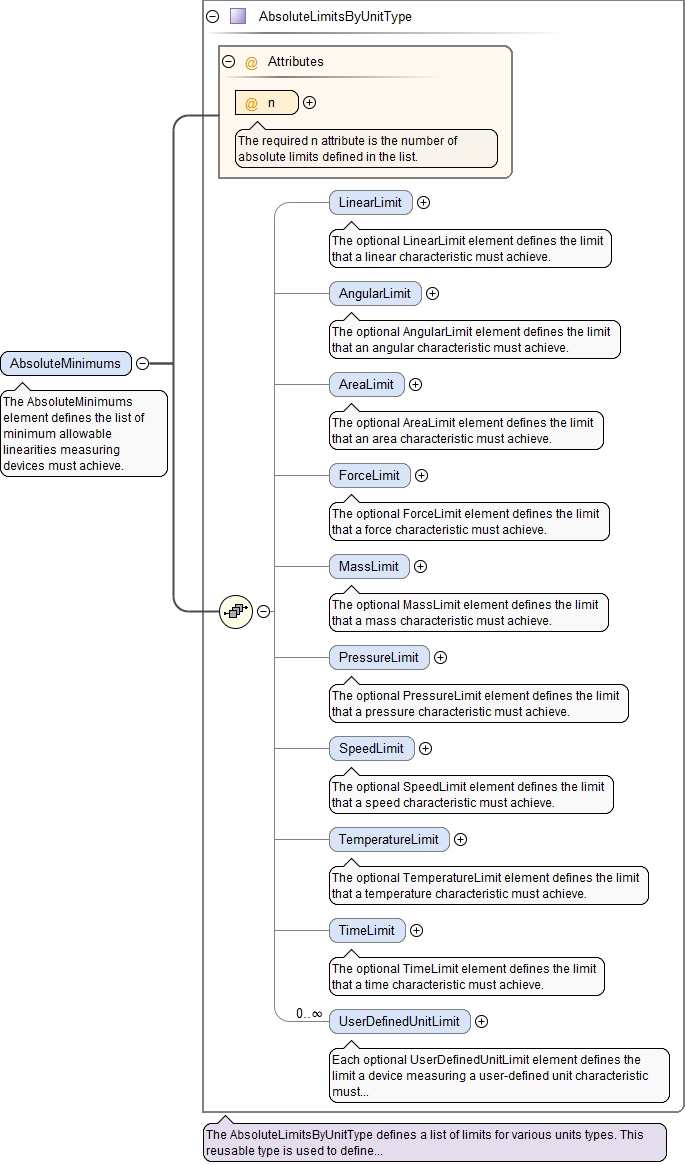 AbsoluteLimitsByUnitType
@ Attributes
@ n
The required n attribute is the number of
absolute limits defined in the list.
LinearLimit
The optional LinearLimit element defines the limit
that a linear characteristic must achieve.
AngularLimit
The optional AngularLimit element defines the limit
that an angular characteristic must achieve.
AbsoluteMinimums
The AbsoluteMinimums
element defines the list of
minimum allowable
linearities measuring
devices must achieve.
AreaLimit
The optional AreaLimit element defines the limit
that an area characteristic must achieve.
ForceLimit
The optional ForceLimit element defines the limit
that a force characteristic must achieve.
MassLimit
The optional MassLimit element defines the limit
that a mass characteristic must achieve.
PressureLimit
The optional PressureLimit element defines the limit
that a pressure characteristic must achieve.
SpeedLimit
The optional SpeedLimit element defines the limit
that a speed characteristic must achieve.
TemperatureLimit
The optional TemperatureLimit element defines the limit
that a temperature characteristic must achieve.
TimeLimit
The optional TimeLimit element defines the limit
that a time characteristic must achieve.
0..∞
UserDefinedUnitLimit
Each optional UserDefinedUnitLimit element defines the
limit a device measuring a user-defined unit characteristic
must...
The AbsoluteLimitsByUnitType defines a list of limits for various units types. This
reusable type is used to define...